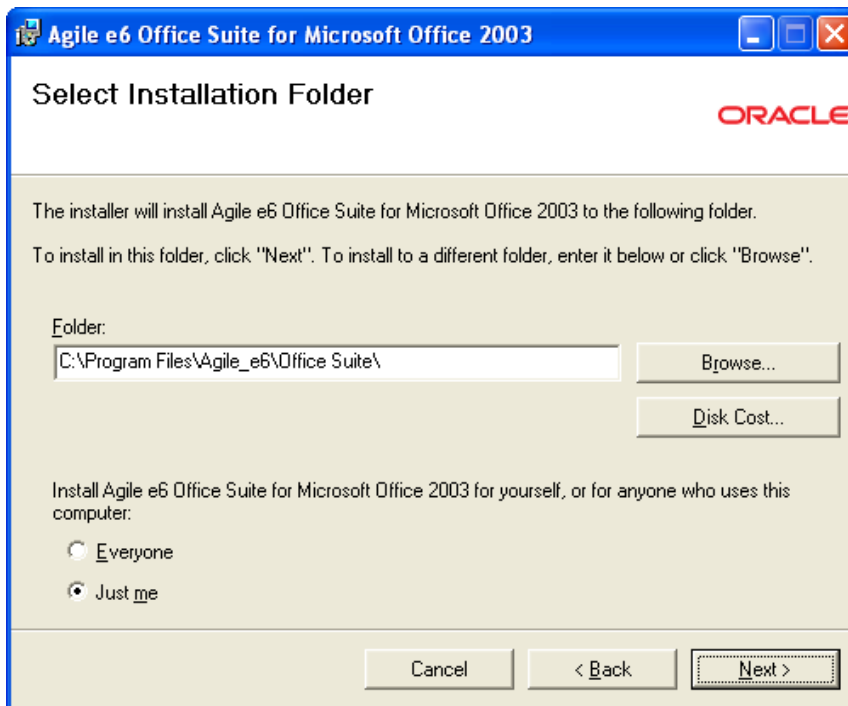 Agile e6 Office Suite for Microsoft Office 2003
Select Installation Folder
ORACLE
The installer will install Agile e6 Office Suite for Microsoft Office 2003 to the following folder.
To install in this folder, click "Next". To install to a different folder, enter it below or click "Browse".
Folder:
C:\Program Files\Agile_e6\Office Suite\
Browse...
Disk Cost...
Install Agile e6 Office Suite for Microsoft Office 2003 for yourself, or for anyone who uses this
computer:
Everyone
Just me
Cancel
< Back
Next >